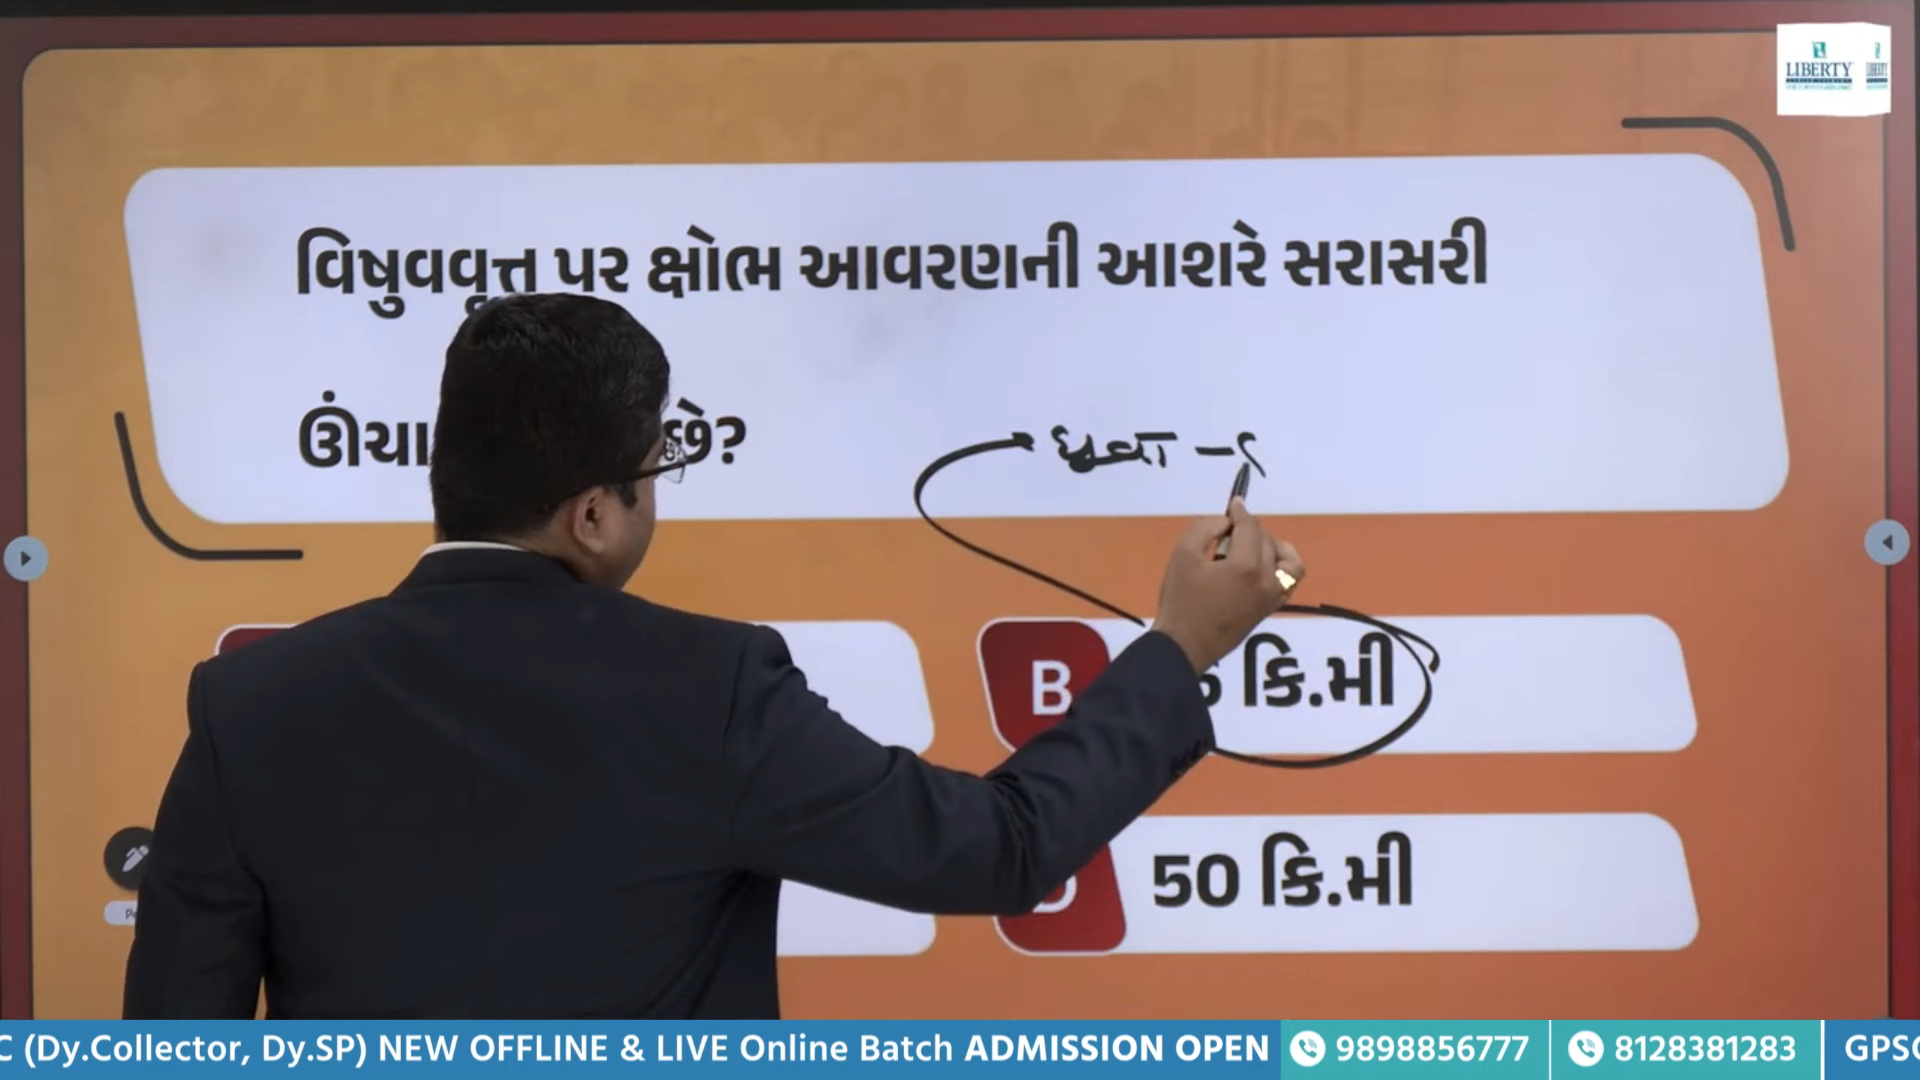 LIBERTY
વિષુવવૃત્ત પર ક્ષોભ આવરણની આશરે સરાસરી
છે?
B
કિ.મી
D
50 કિ.મી
C (Dy.Collector, Dy.SP) NEW OFFLINE & LIVE Online Batch ADMISSION OPEN 9898856777 8128381283